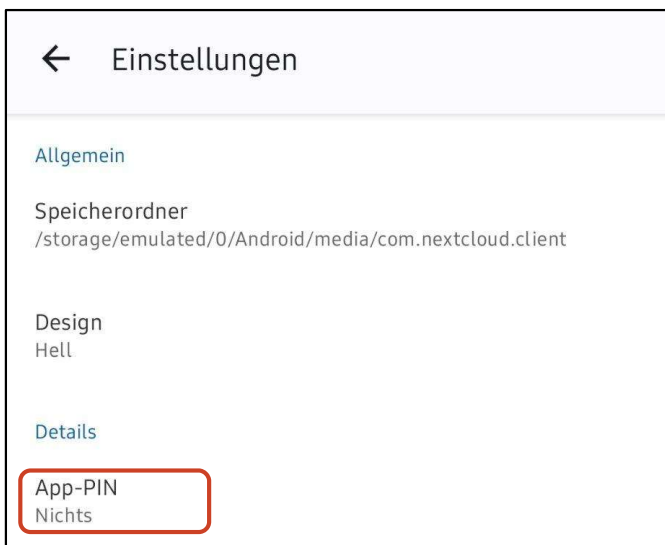 Einstellungen
Allgemein
Speicherordner
/storage/emulated/0/Android/media/com.nextcloud.client
Design
Hell
Details
App-PIN
Nichts